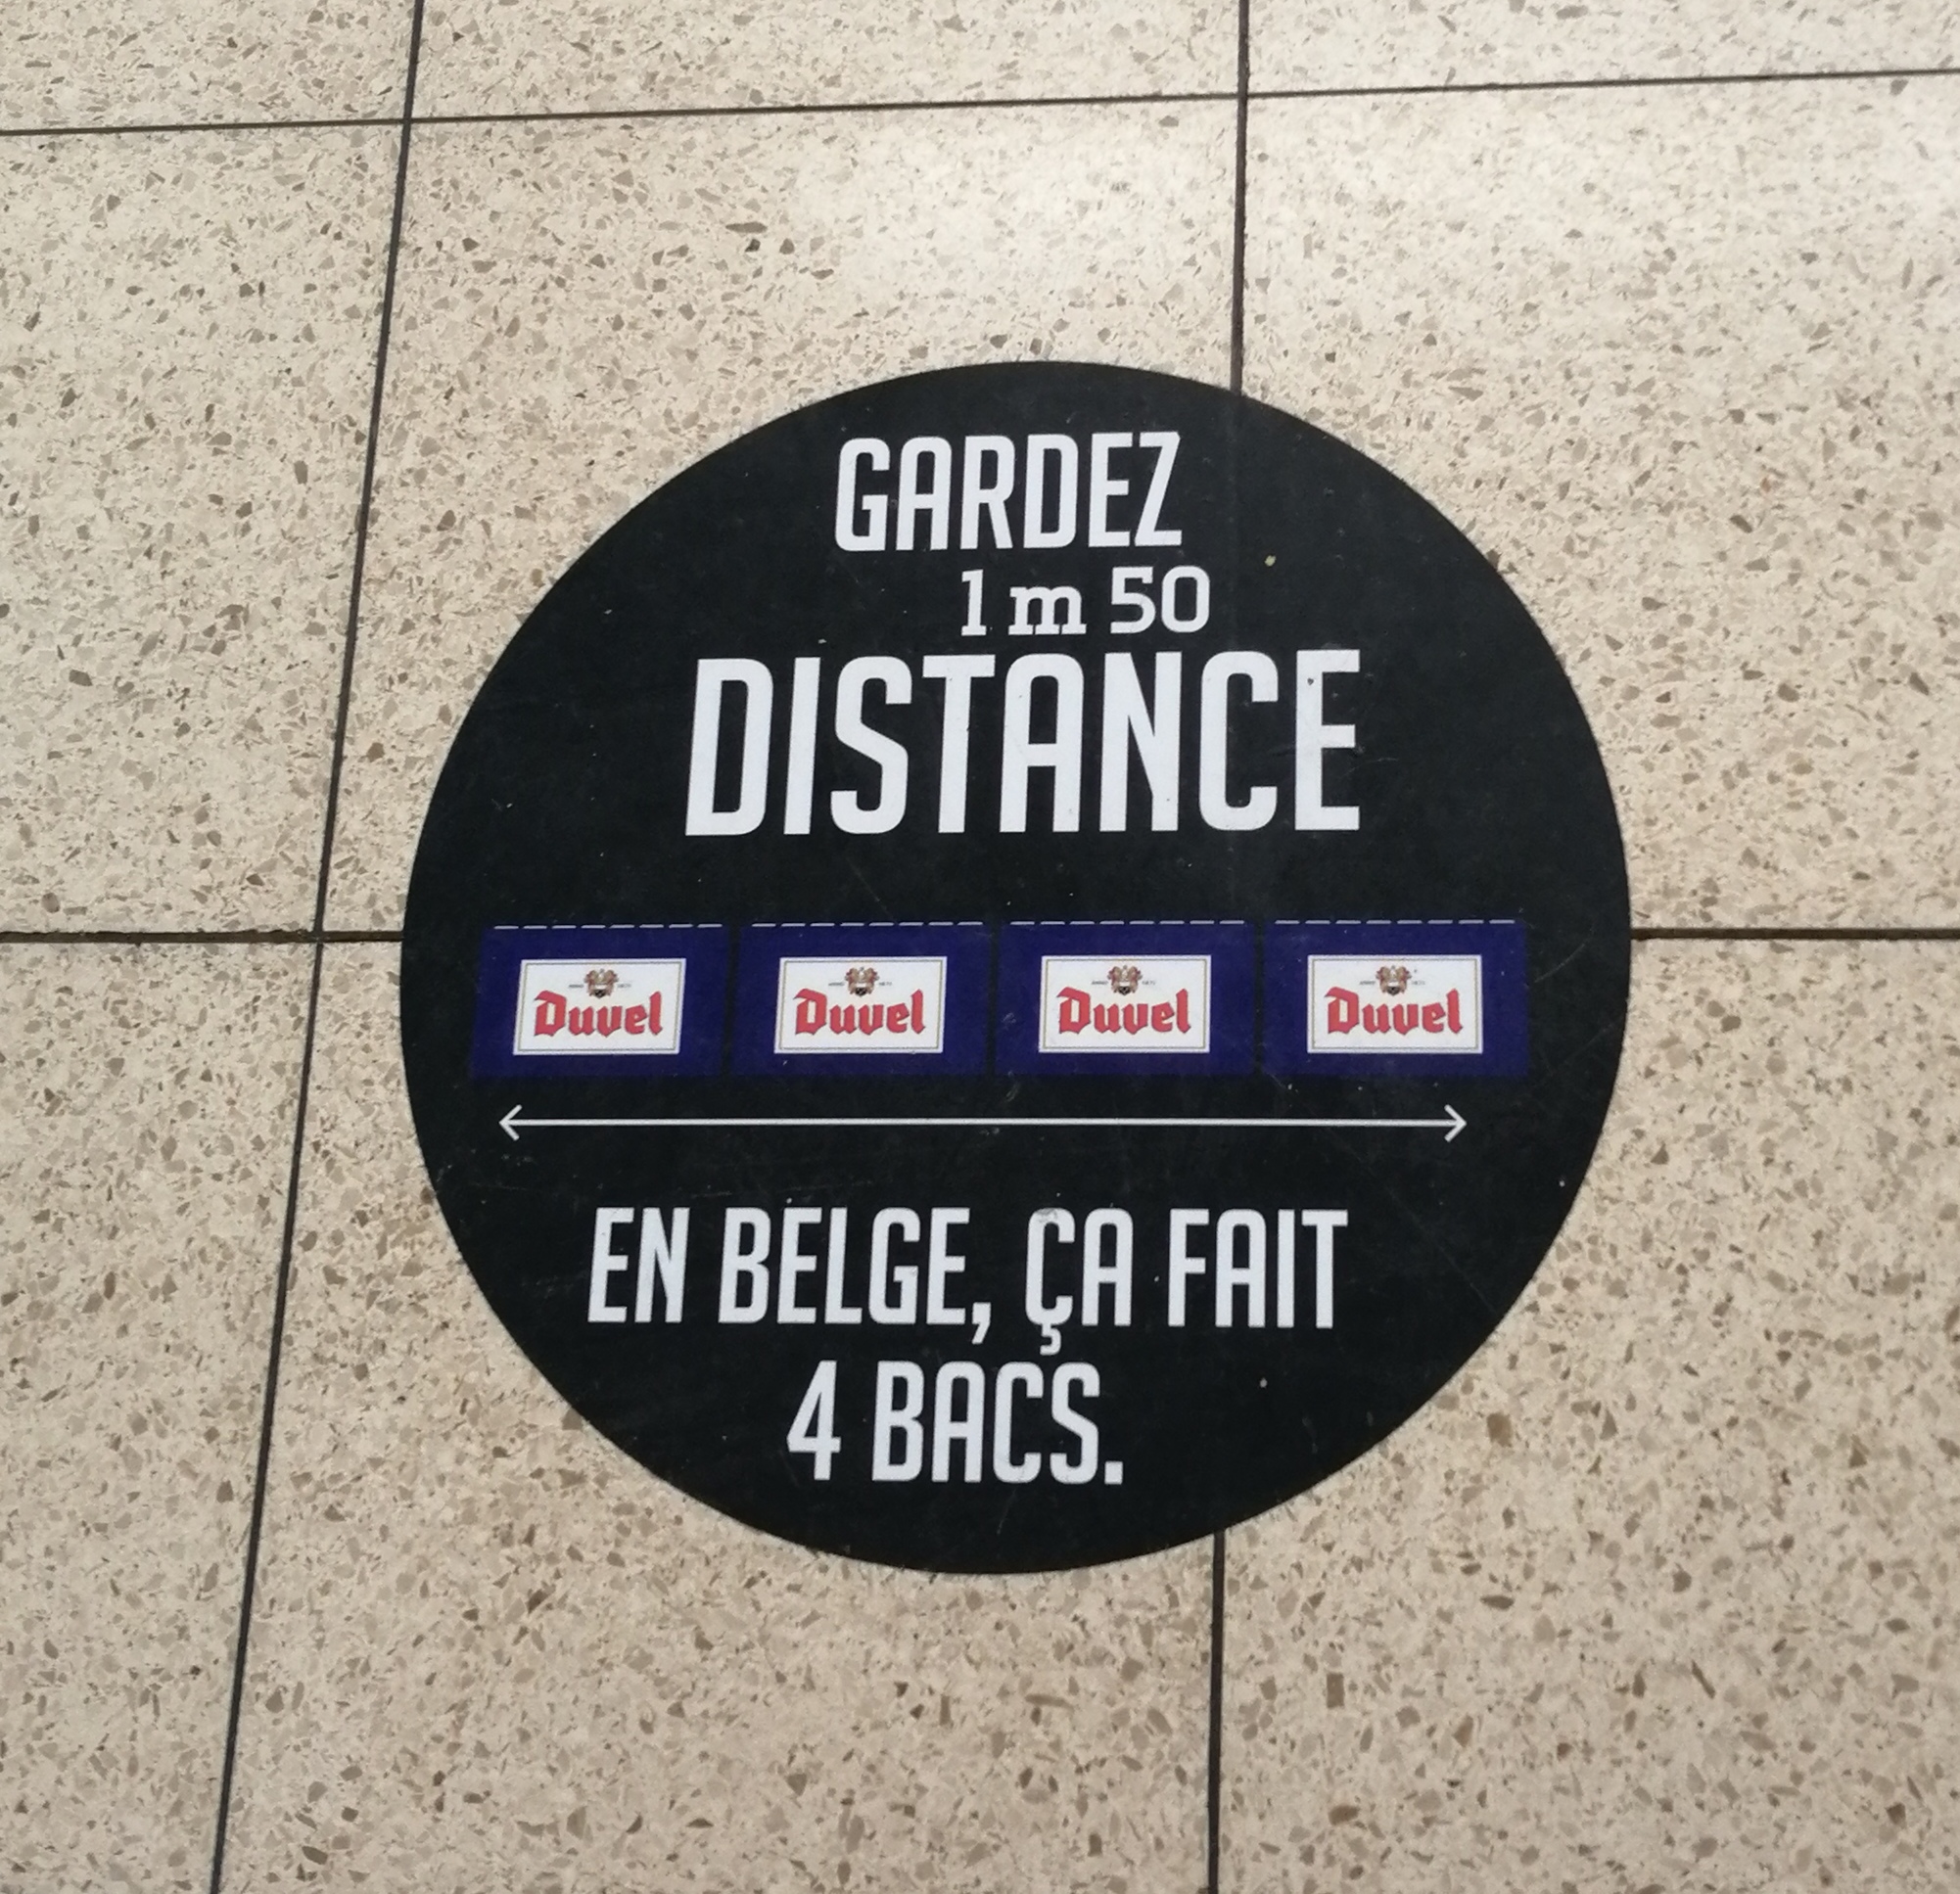 GARDEZ
1 m 50
DISTANCE
Duvel Duvel Duvel Duvel
EN BELGE, ÇA FAIT
4 BACS.